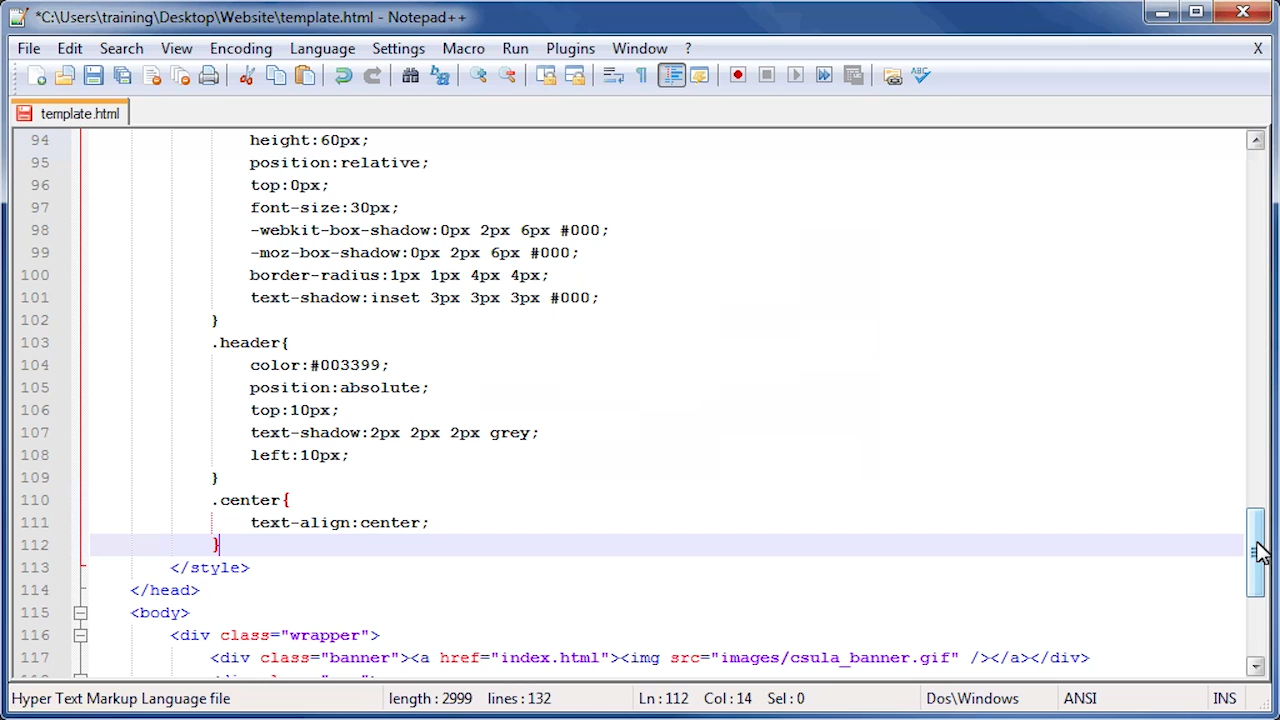 *C:\Users\training\Desktop\Website\template.html - Notepad++
File Edit Search View Encoding Language Settings Macro Run Plugins Window ? X
template.html
94 height:60px;
95 position:relative;
96 top:0px;
97 font-size:30px;
98 -webkit-box-shadow:0px 2px 6px #000;
99 -moz-box-shadow:0px 2px 6px #000;
100 border-radius:1px 1px 4px 4px;
101 text-shadow:inset 3px 3px 3px #000;
102 }
103 .header{
104 color:#003399;
105 position:absolute;
106 top:10px;
107 text-shadow:2px 2px 2px grey;
108 left:10px;
109 }
110 .center{
111 text-align:center;
112 }
113 </style>
114 </head>
115 <body>
116 <div class="wrapper">
117 <div class="banner"><a href="index.html"><img src="images/csula_banner.gif" /></a></div>
Hyper Text Markup Language file length : 2999 lines : 132 Ln : 112 Col : 14 Sel : 0 Dos\Windows ANSI INS